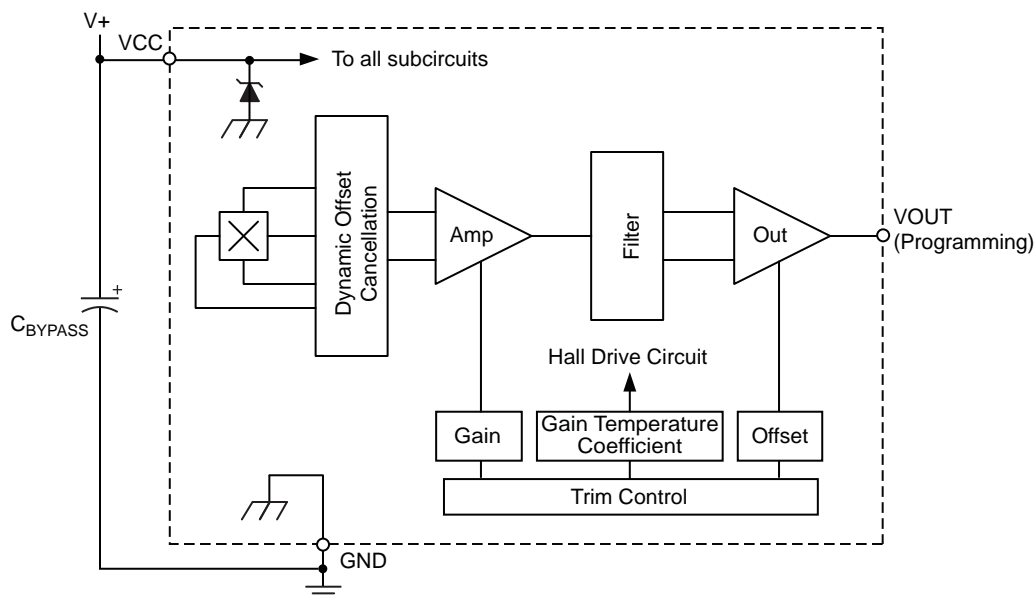 V+
VCC
To all subcircuits
Dynamic Offset
Cancellation
Amp
Filter
Out
VOUT
(Programming)
+
CBYPASS
Hall Drive Circuit
Gain
Gain Temperature
Coefficient
Offset
Trim Control
GND